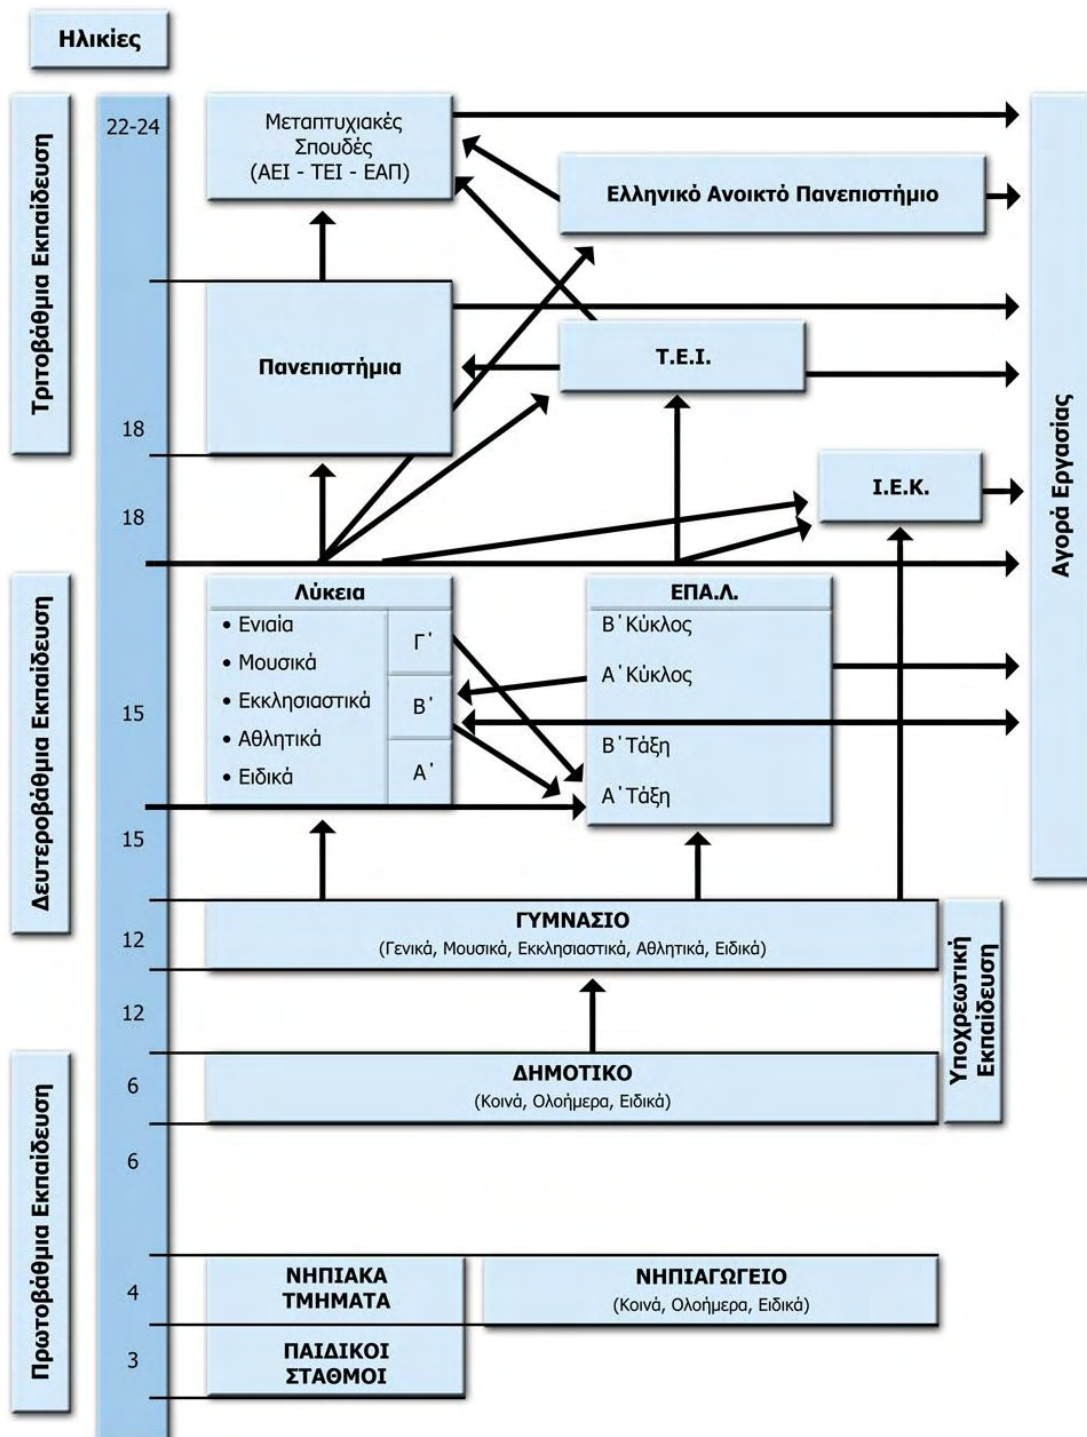 Ηλικίες
Τριτοβάθμια Εκπαίδευση
22-24
Μεταπτυχιακές
Σπουδές
(ΑΕΙ - ΤΕΙ - ΕΑΠ)
Ελληνικό Ανοικτό Πανεπιστήμιο
Πανεπιστήμια
Τ.Ε.Ι.
18
Ι.Ε.Κ.
18
Αγορά Εργασίας
Δευτεροβάθμια Εκπαίδευση
Λύκεια
• Ενιαία
• Μουσικά
• Εκκλησιαστικά
• Αθλητικά
• Ειδικά
Γ'
Β'
Α'
ΕΠΑ.Λ.
Β' Κύκλος
Α' Κύκλος
Β' Τάξη
Α' Τάξη
15
15
ΓΥΜΝΑΣΙΟ
(Γενικά, Μουσικά, Εκκλησιαστικά, Αθλητικά, Ειδικά)
12
Υποχρεωτική
Εκπαίδευση
12
Πρωτοβάθμια Εκπαίδευση
ΔΗΜΟΤΙΚΟ
(Κοινά, Ολοήμερα, Ειδικά)
6
6
ΝΗΠΙΑΚΑ
ΤΜΗΜΑΤΑ
ΝΗΠΙΑΓΩΓΕΙΟ
(Κοινά, Ολοήμερα, Ειδικά)
4
ΠΑΙΔΙΚΟΙ
ΣΤΑΘΜΟΙ
3